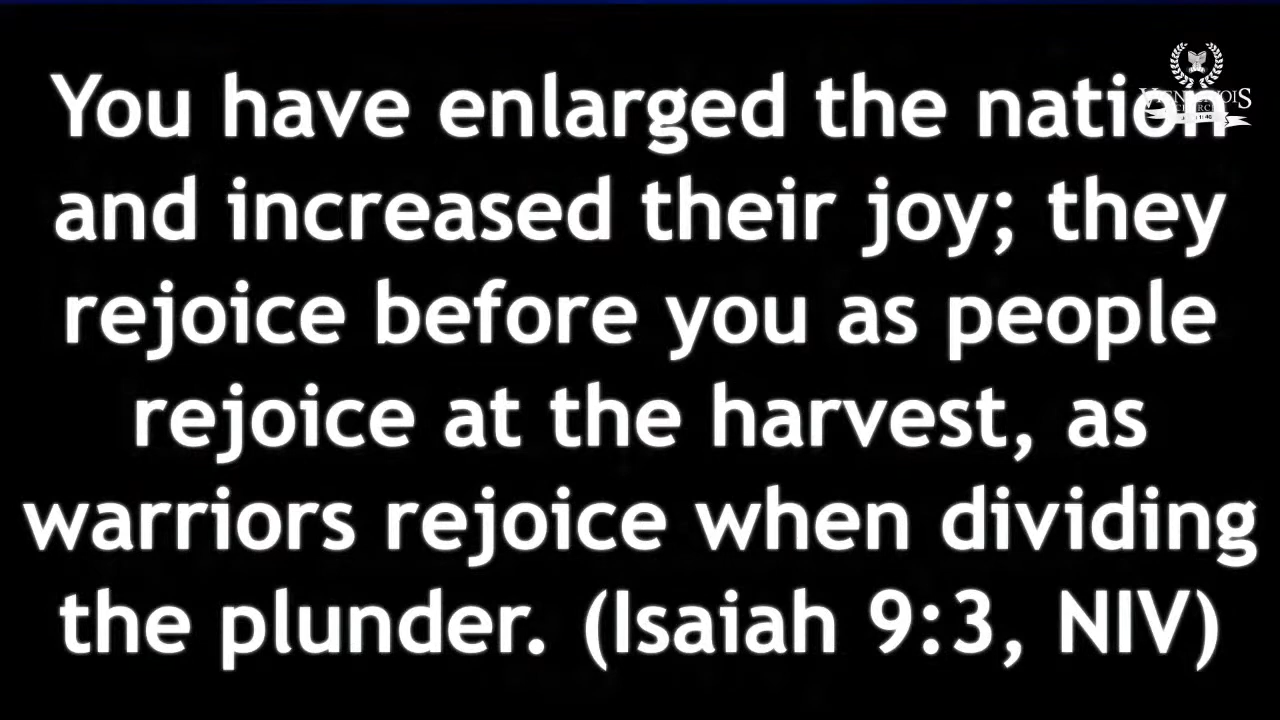 You have enlarged the nation
and increased their joy; they
rejoice before you as people
rejoice at the harvest, as
warriors rejoice when dividing
the plunder. (Isaiah 9:3, NIV)